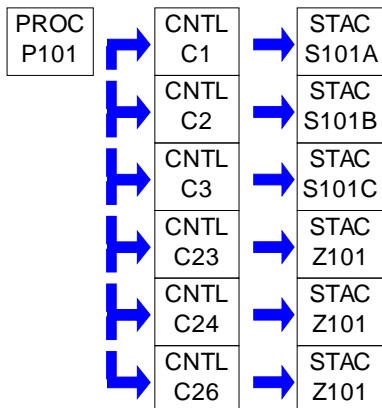 PROC
P101
CNTL
C1
STAC
S101A
CNTL
C2
STAC
S101B
CNTL
C3
STAC
S101C
CNTL
C23
STAC
Z101
CNTL
C24
STAC
Z101
CNTL
C26
STAC
Z101